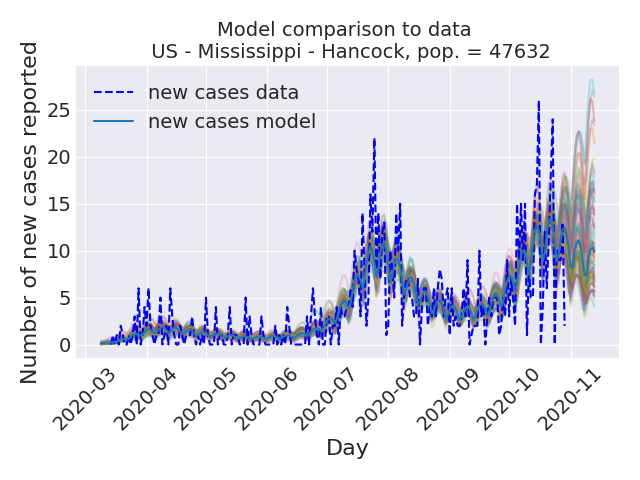 Model comparison to data
US - Mississippi - Hancock, pop. = 47632
new cases data
new cases model
Number of new cases reported
25
20
15
10
5
0
2020-03
2020-04
2020-05
2020-06
2020-07
2020-08
2020-09
2020-10
2020-11
Day